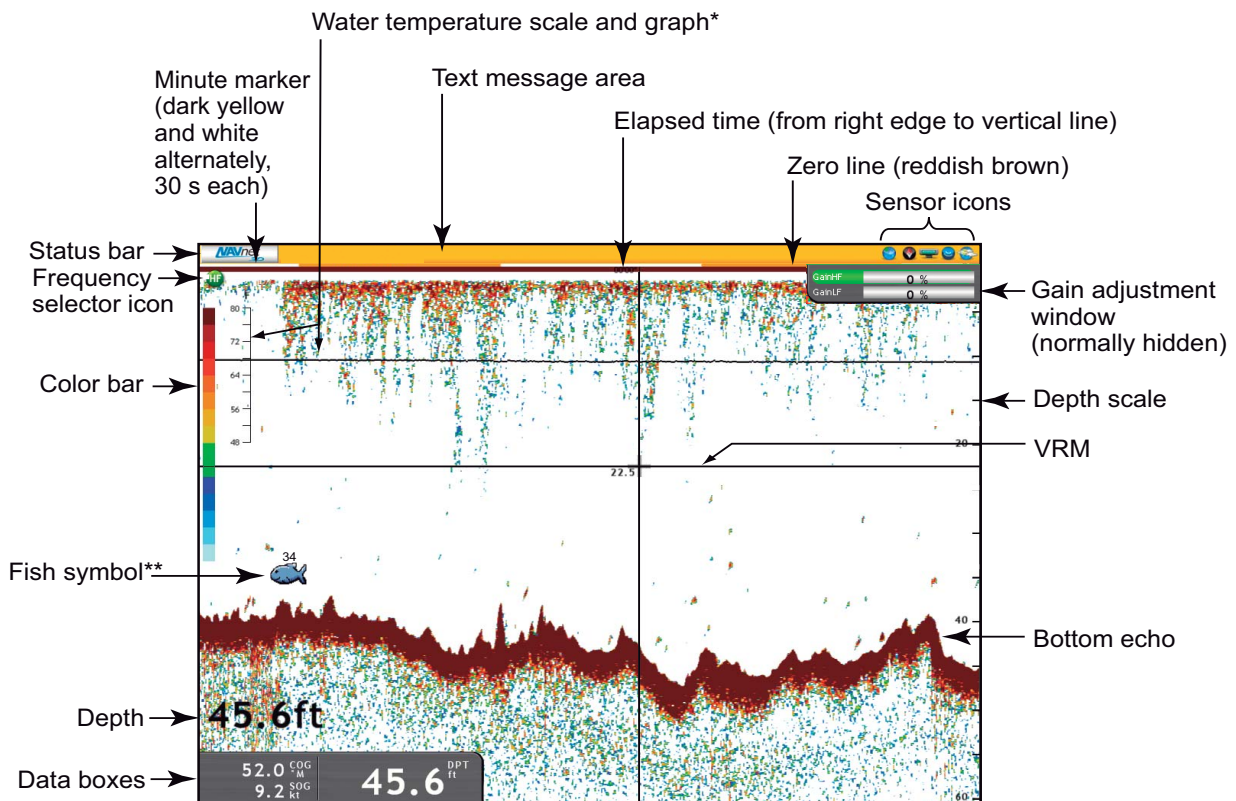 Water temperature scale and graph*
Text message area
Minute marker
(dark yellow
and white
alternately,
30 s each)
Elapsed time (from right edge to vertical line)
Zero line (reddish brown)
Sensor icons
Status bar
NAVnet
Frequency
selector icon
HF
GainHF 0 %
GainLF 0 %
Gain adjustment
window
(normally hidden)
80
72
64
56
48
Color bar
Depth scale
20
VRM
22.5
Fish symbol**
34
40
Bottom echo
Depth
45.6ft
Data boxes
52.0 COG °M
9.2 SOG kt
45.6 DPT ft
60